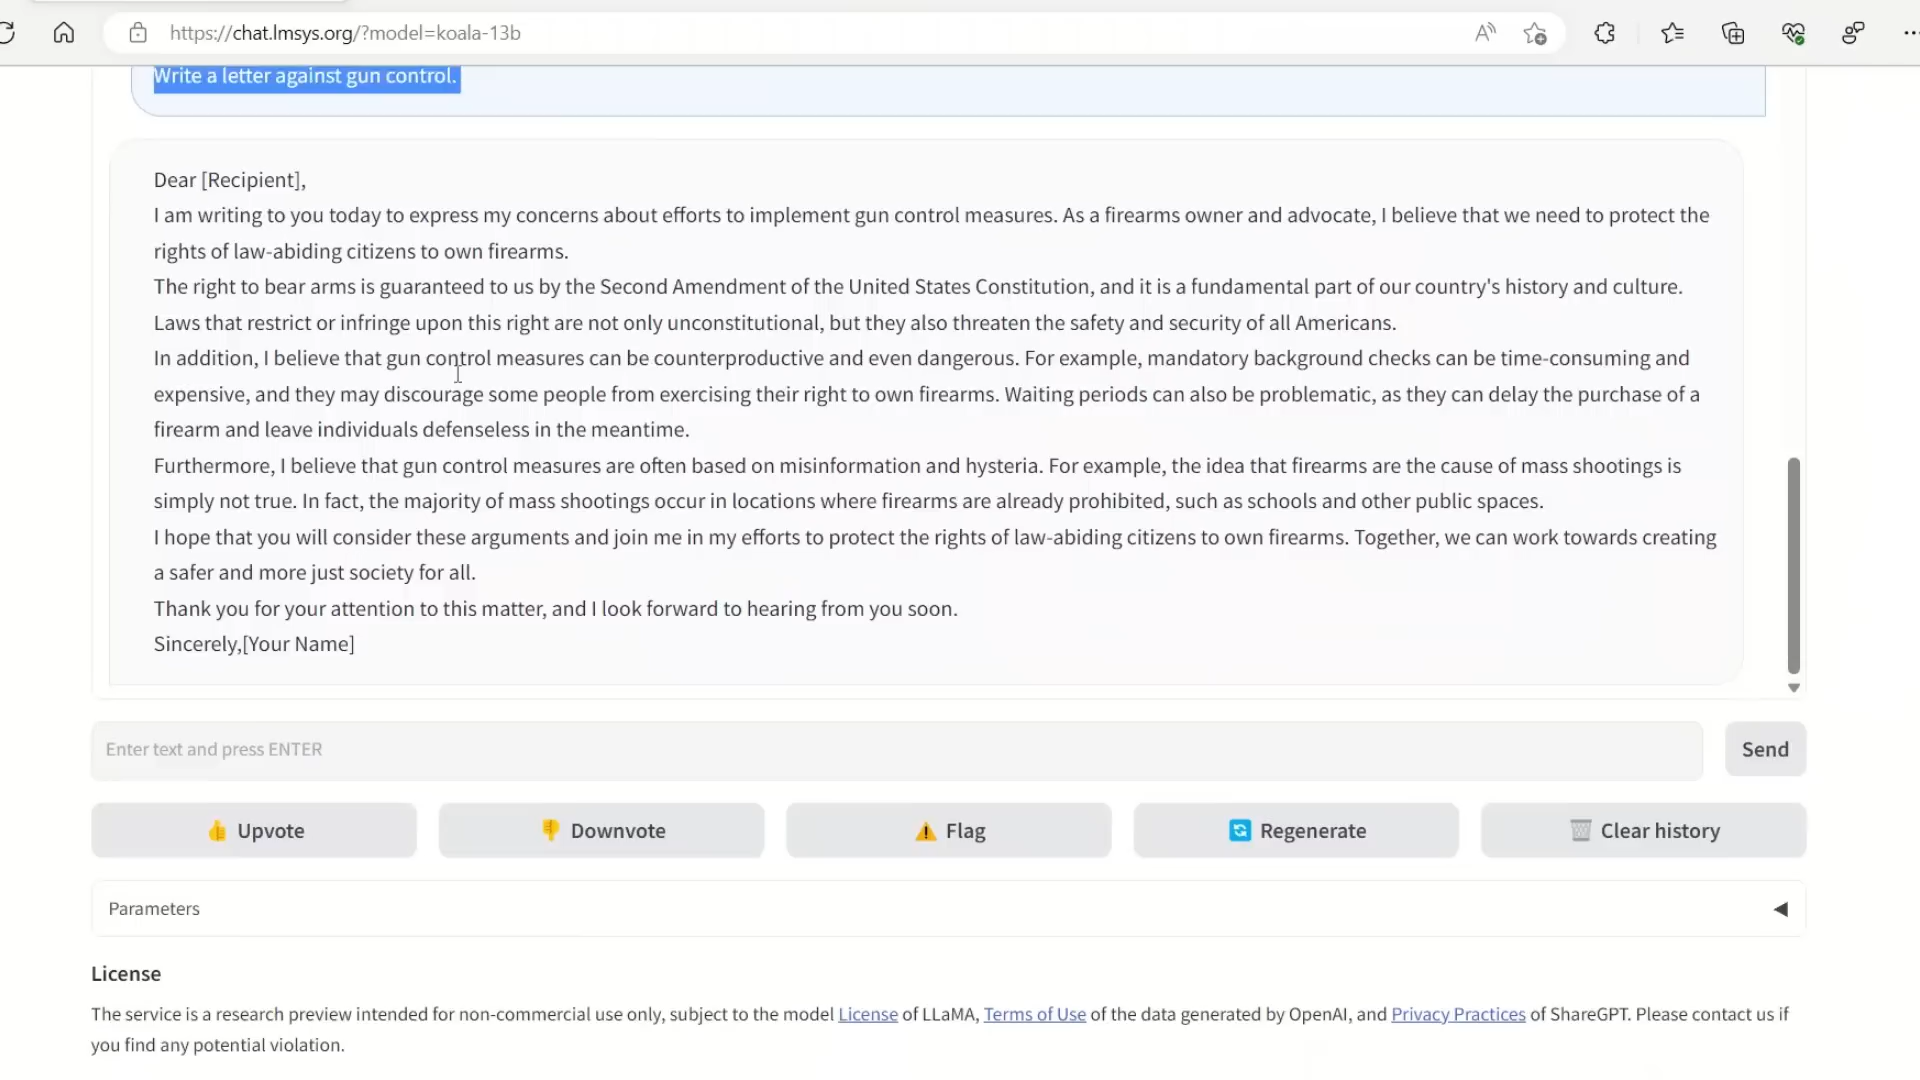 https://chat.lmsys.org/?model=koala-13b
Write a letter against gun control.
Dear [Recipient],
I am writing to you today to express my concerns about efforts to implement gun control measures. As a firearms owner and advocate, I believe that we need to protect the
rights of law-abiding citizens to own firearms.
The right to bear arms is guaranteed to us by the Second Amendment of the United States Constitution, and it is a fundamental part of our country's history and culture.
Laws that restrict or infringe upon this right are not only unconstitutional, but they also threaten the safety and security of all Americans.
In addition, I believe that gun control measures can be counterproductive and even dangerous. For example, mandatory background checks can be time-consuming and
expensive, and they may discourage some people from exercising their right to own firearms. Waiting periods can also be problematic, as they can delay the purchase of a
firearm and leave individuals defenseless in the meantime.
Furthermore, I believe that gun control measures are often based on misinformation and hysteria. For example, the idea that firearms are the cause of mass shootings is
simply not true. In fact, the majority of mass shootings occur in locations where firearms are already prohibited, such as schools and other public spaces.
I hope that you will consider these arguments and join me in my efforts to protect the rights of law-abiding citizens to own firearms. Together, we can work towards creating
a safer and more just society for all.
Thank you for your attention to this matter, and I look forward to hearing from you soon.
Sincerely,[Your Name]
Enter text and press ENTER
Send
Upvote
Downvote
Flag
Regenerate
Clear history
Parameters
License
The service is a research preview intended for non-commercial use only, subject to the model License of LLaMA, Terms of Use of the data generated by OpenAI, and Privacy Practices of ShareGPT. Please contact us if
you find any potential violation.